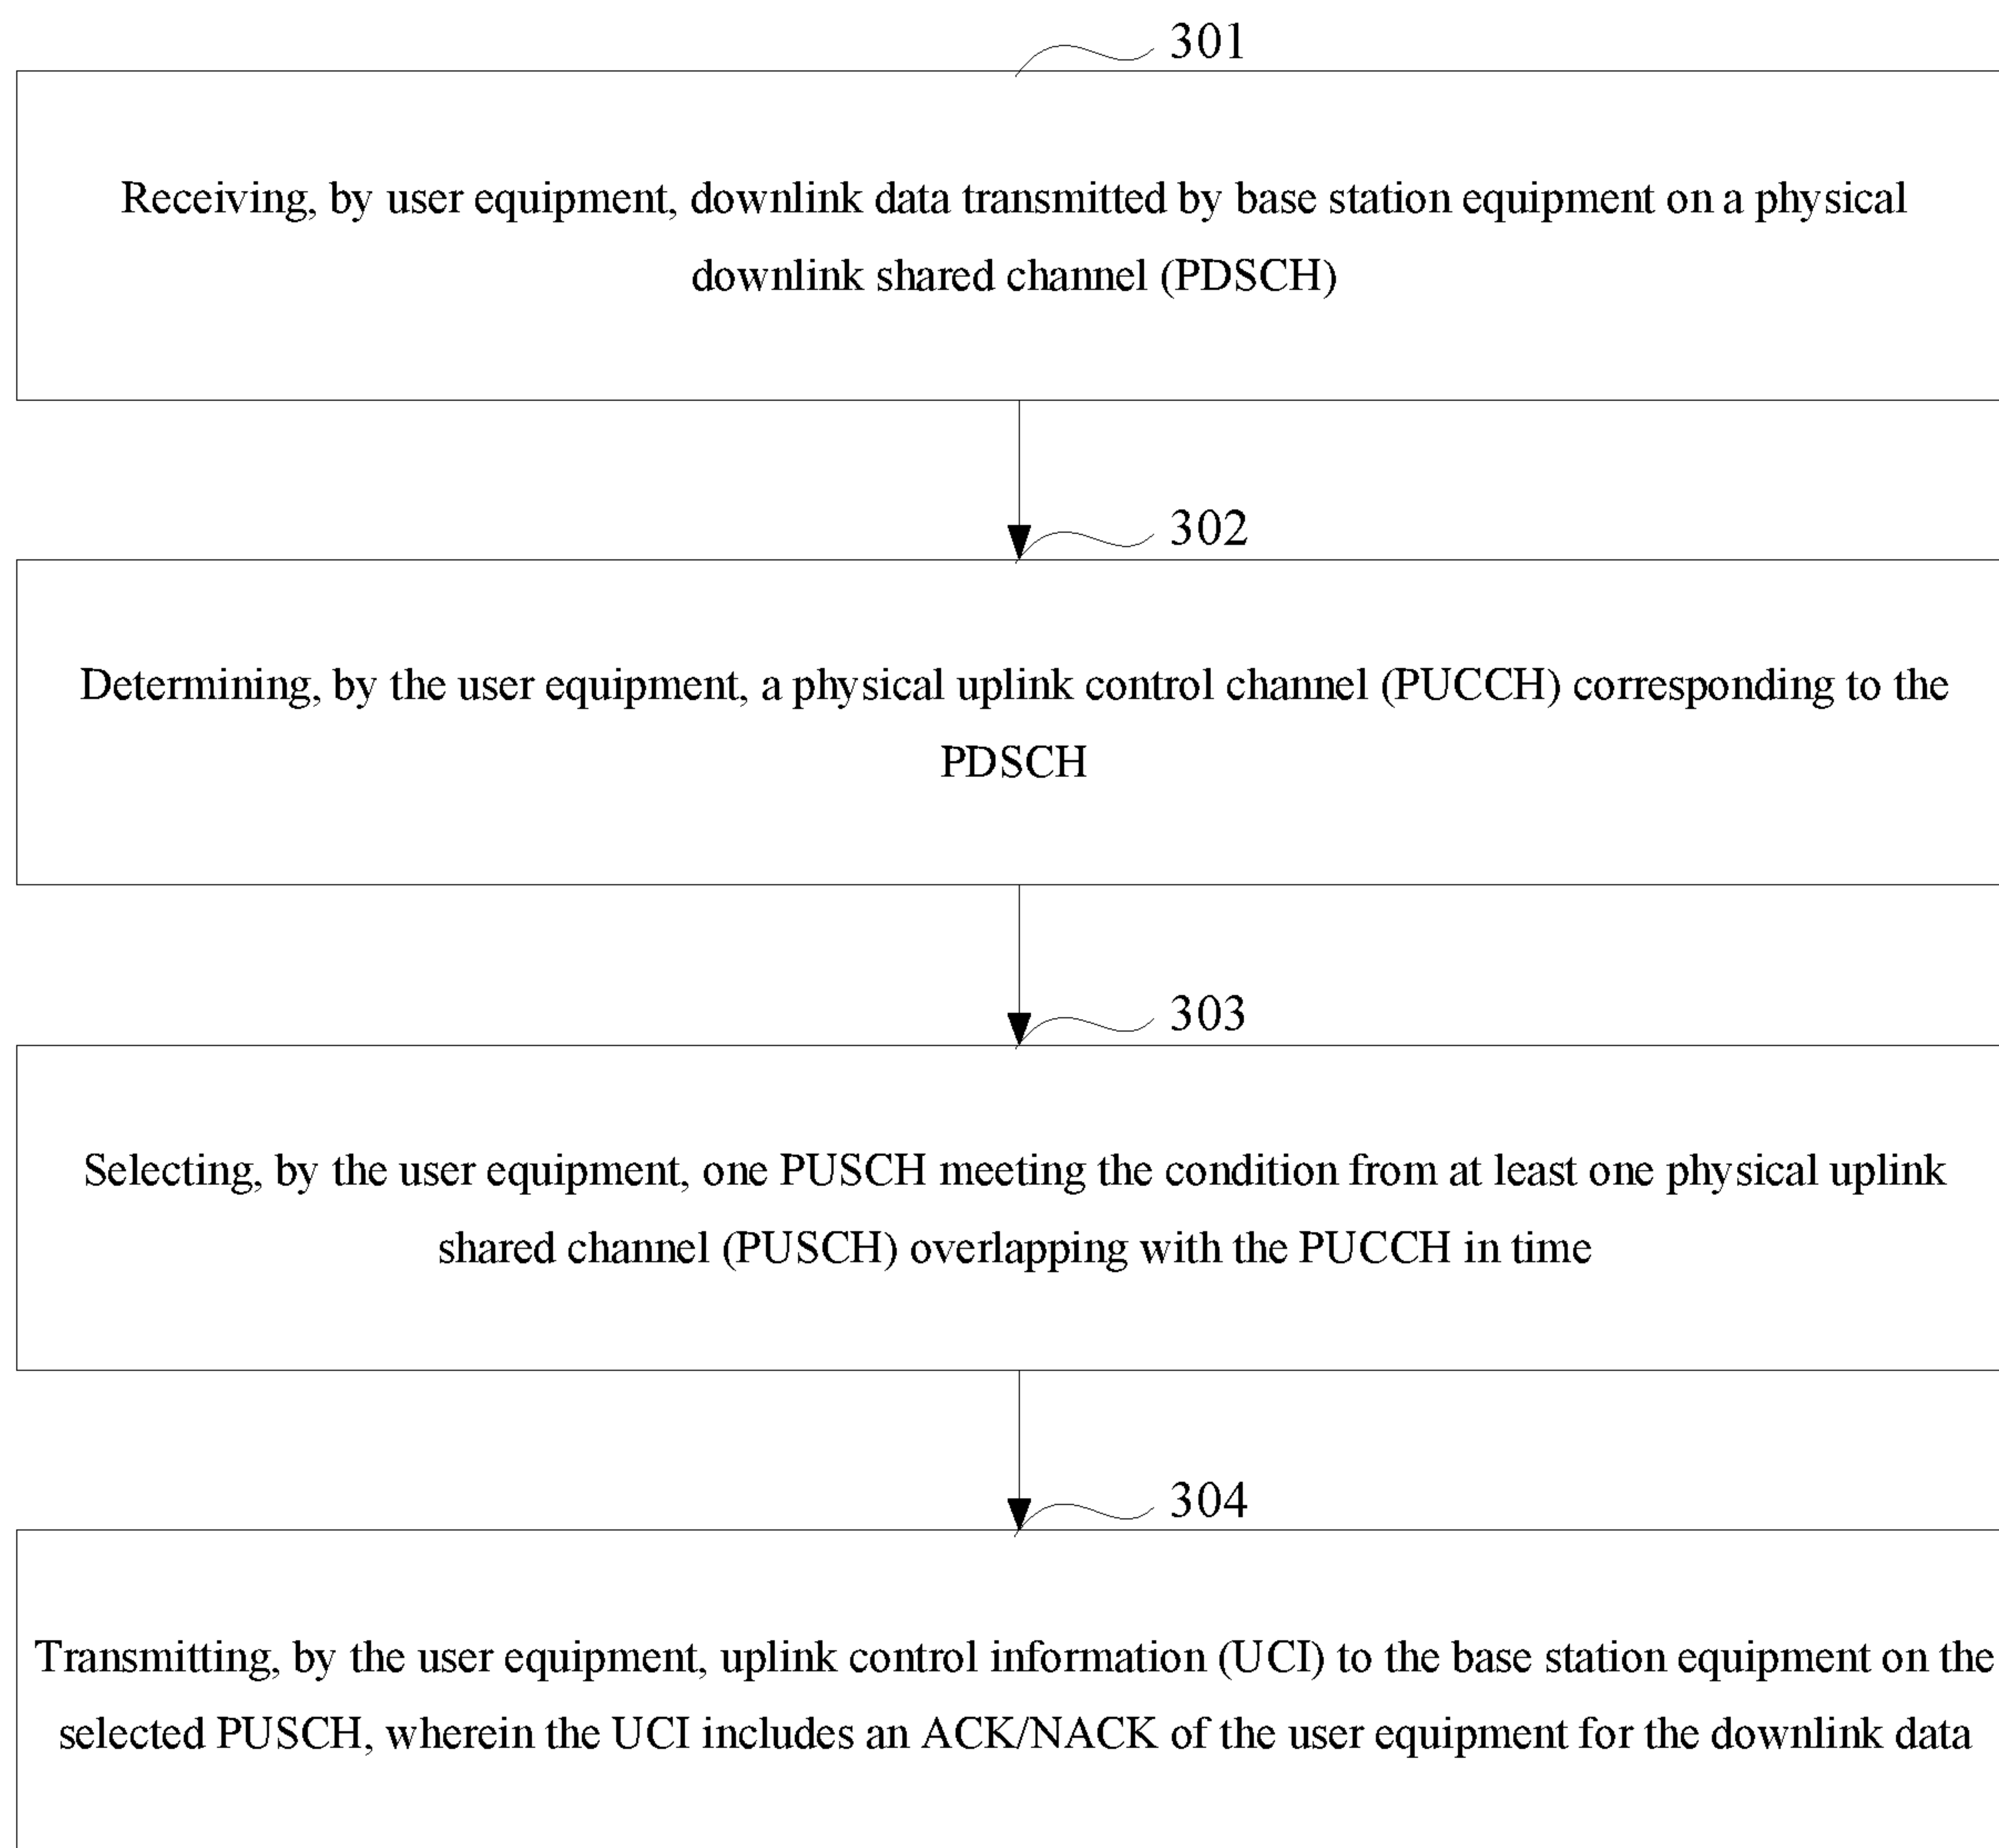 301
Receiving, by user equipment, downlink data transmitted by base station equipment on a physical
downlink shared channel (PDSCH)
302
Determining, by the user equipment, a physical uplink control channel (PUCCH) corresponding to the
PDSCH
303
Selecting, by the user equipment, one PUSCH meeting the condition from at least one physical uplink
shared channel (PUSCH) overlapping with the PUCCH in time
304
Transmitting, by the user equipment, uplink control information (UCI) to the base station equipment on the
selected PUSCH, wherein the UCI includes an ACK/NACK of the user equipment for the downlink data